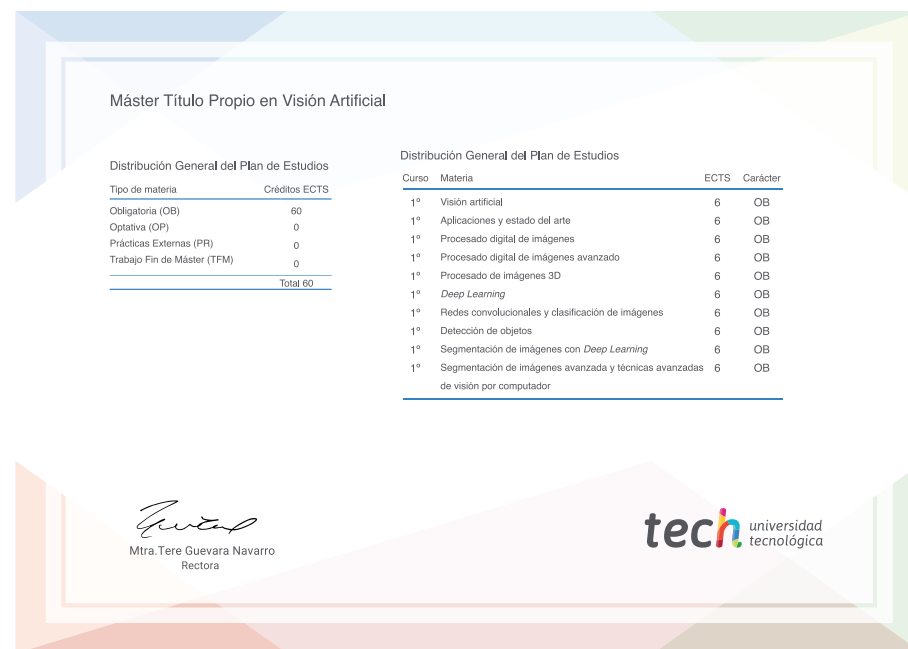 Máster Título Propio en Visión Artificial
Distribución General del Plan de Estudios
Tipo de materia Créditos ECTS
Obligatoria (OB) 60
Optativa (OP) 0
Prácticas Externas (PR) 0
Trabajo Fin de Máster (TFM) 0
Total 60
Distribución General del Plan de Estudios
Curso Materia ECTS Carácter
1º Visión artificial 6 OB
1º Aplicaciones y estado del arte 6 OB
1º Procesado digital de imágenes 6 OB
1º Procesado digital de imágenes avanzado 6 OB
1º Procesado de imágenes 3D 6 OB
1º Deep Learning 6 OB
1º Redes convolucionales y clasificación de imágenes 6 OB
1º Detección de objetos 6 OB
1º Segmentación de imágenes con Deep Learning 6 OB
1º Segmentación de imágenes avanzada y técnicas avanzadas 6 OB
de visión por computador
Mtra.Tere Guevara Navarro
Rectora
tech universidad
tecnológica